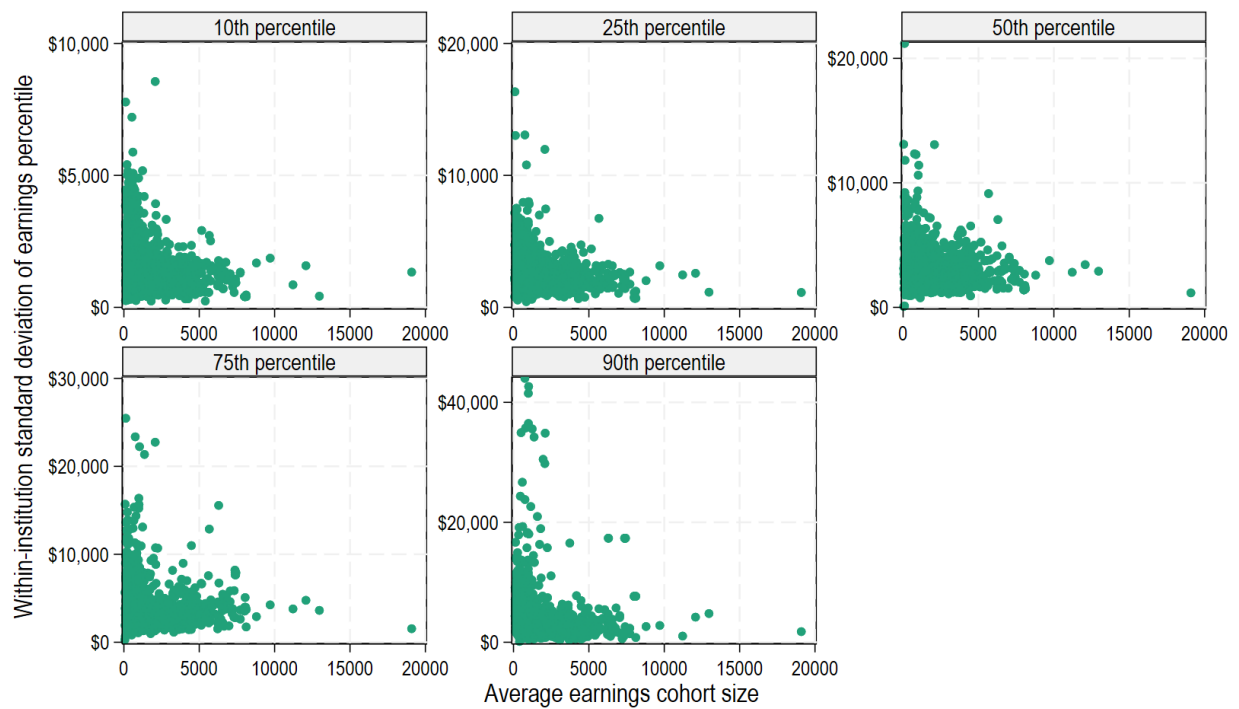 10th percentile
25th percentile
50th percentile
Within-institution standard deviation of earnings percentile
$10,000
$5,000
$0
0 5000 10000 15000 20000
$20,000
$10,000
$0
0 5000 10000 15000 20000
$20,000
$10,000
$0
0 5000 10000 15000 20000
75th percentile
90th percentile
$30,000
$20,000
$10,000
$0
0 5000 10000 15000 20000
$40,000
$20,000
$0
0 5000 10000 15000 20000
Average earnings cohort size